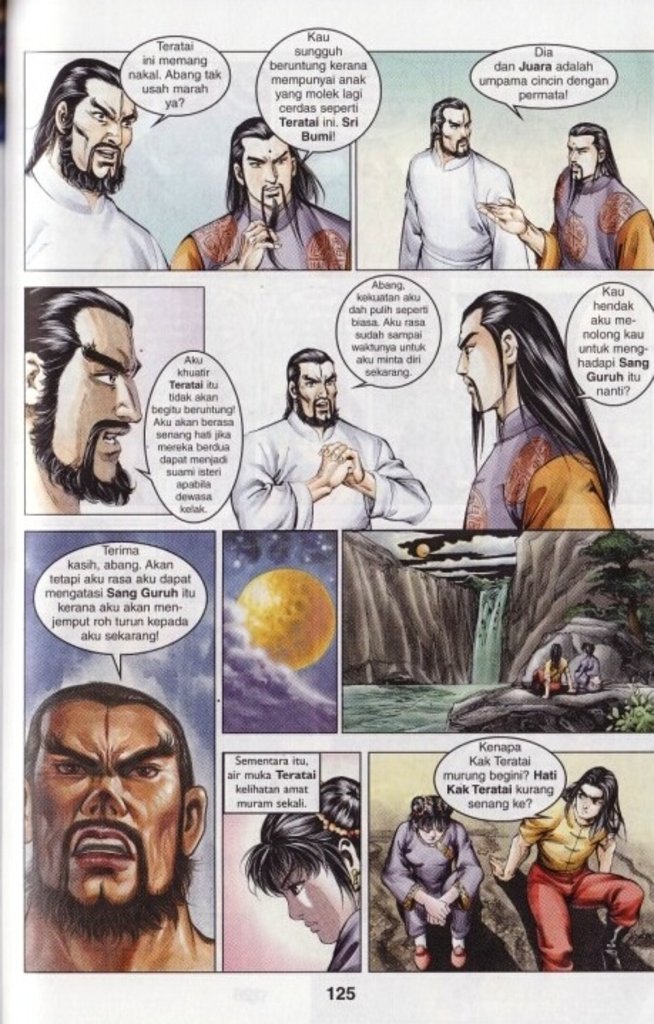 Teratai
ini memang
nakal. Abang tak
usah marah
ya?
Kau
sungguh
beruntung kerana
mempunyai anak
yang molek lagi
cerdas seperti
Teratai ini. Sri
Bumi!
Dia
dan Juara adalah
umpama cincin dengan
permata!
Aku
khuatir
Teratai itu
tidak akan
begitu beruntung!
Aku akan berasa
senang hati jika
mereka berdua
dapat menjadi
suami isteri
apabila
dewasa
kelak.
Abang,
kekuatan aku
dah pulih seperti
biasa. Aku rasa
sudah sampai
waktunya untuk
aku minta diri
sekarang.
Kau
hendak
aku me-
nolong kau
untuk meng-
hadapi Sang
Guruh itu
nanti?
Terima
kasih, abang. Akan
tetapi aku rasa aku dapat
mengatasi Sang Guruh itu
kerana aku akan men-
jemput roh turun kepada
aku sekarang!
Sementara itu,
air muka Teratai
kelihatan amat
muram sekali.
Kenapa
Kak Teratai
murung begini? Hati
Kak Teratai kurang
senang ke?
125